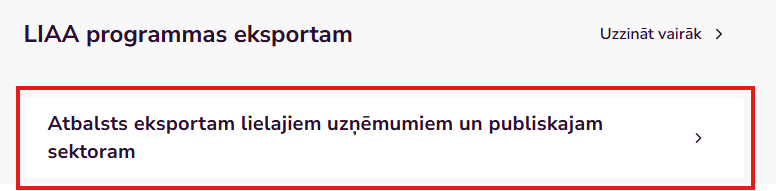 LIAA programmas eksportam
Uzzināt vairāk
Atbalsts eksportam lielajiem uzņēmumiem un publiskajam
sektoram